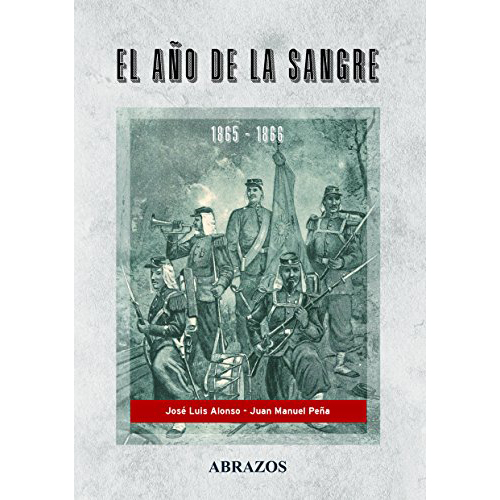 EL AÑO DE LA SANGRE
1865 - 1866
José Luis Alonso - Juan Manuel Peña
ABRAZOS